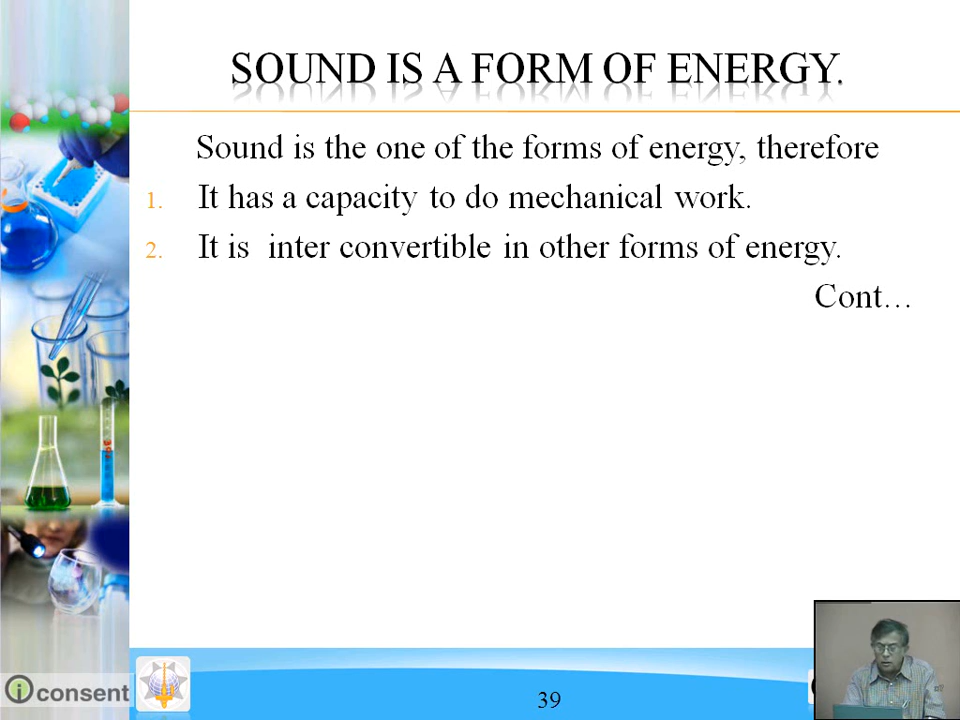 SOUND IS A FORM OF ENERGY.
Sound is the one of the forms of energy, therefore
1. It has a capacity to do mechanical work.
2. It is inter convertible in other forms of energy.
Cont...
i consent
39